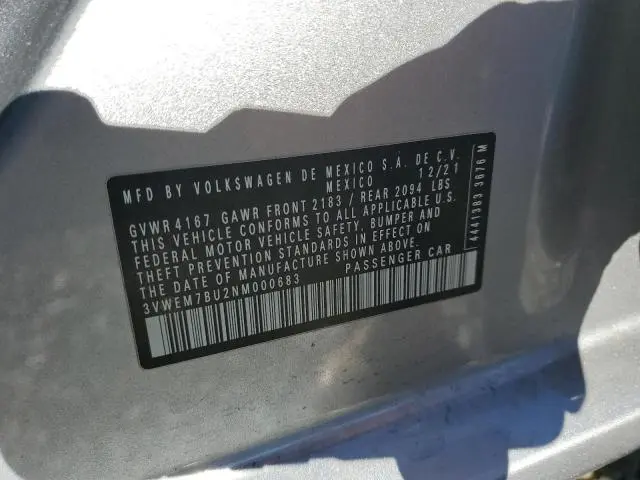 MFD BY VOLKSWAGEN DE MEXICO S.A. DE C.V.
MEXICO 12/21
GVWR 4167 GAWR FRONT 2183 / REAR 2094 LBS
THIS VEHICLE CONFORMS TO ALL APPLICABLE U.S.
FEDERAL MOTOR VEHICLE SAFETY, BUMPER AND
THEFT PREVENTION STANDARDS IN EFFECT ON
THE DATE OF MANUFACTURE SHOWN ABOVE.
3VWEM7BU2NM000683 PASSENGER CAR
4441383 3676 M